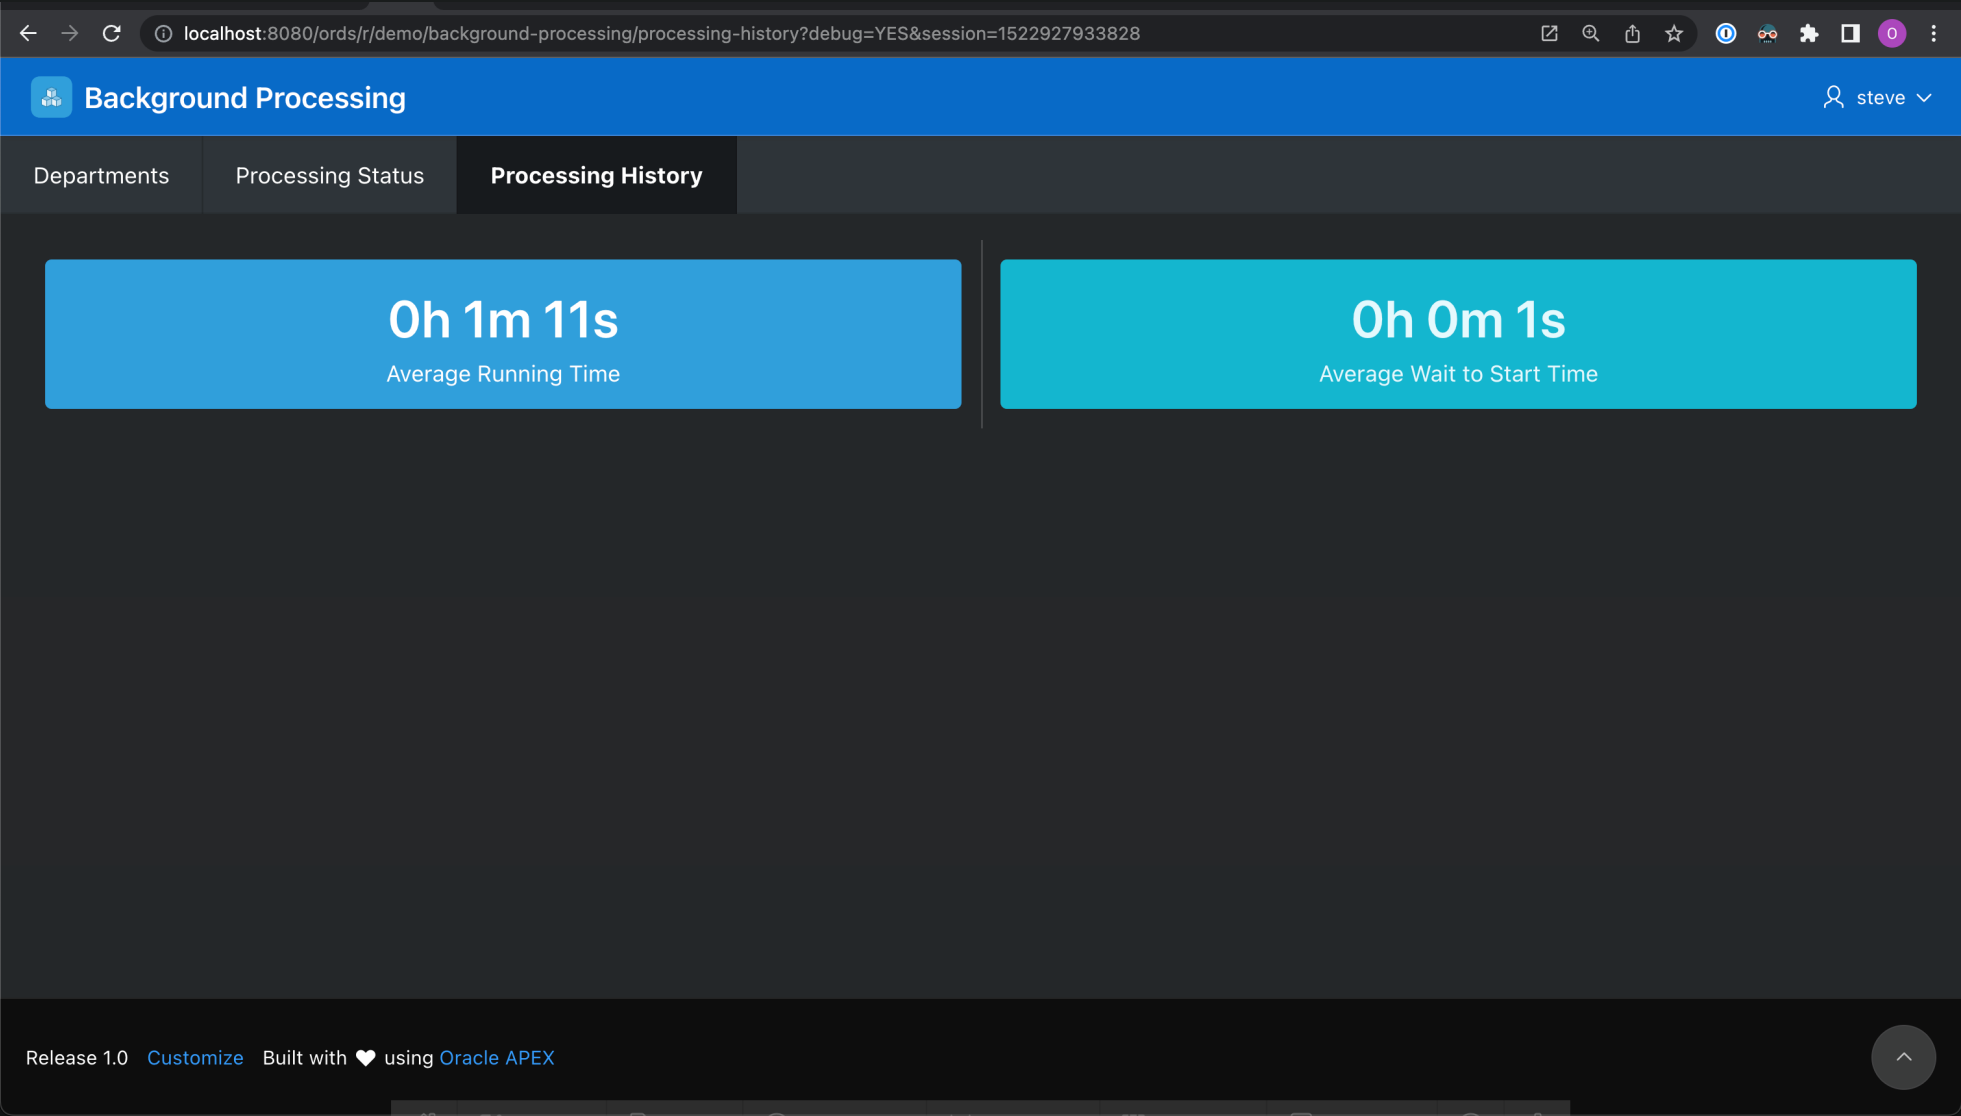 localhost:8080/ords/r/demo/background-processing/processing-history?debug=YES&session=1522927933828
O
Background Processing
steve
Departments
Processing Status
Processing History
0h 1m 11s
Average Running Time
0h 0m 1s
Average Wait to Start Time
Release 1.0 Customize Built with ♥ using Oracle APEX